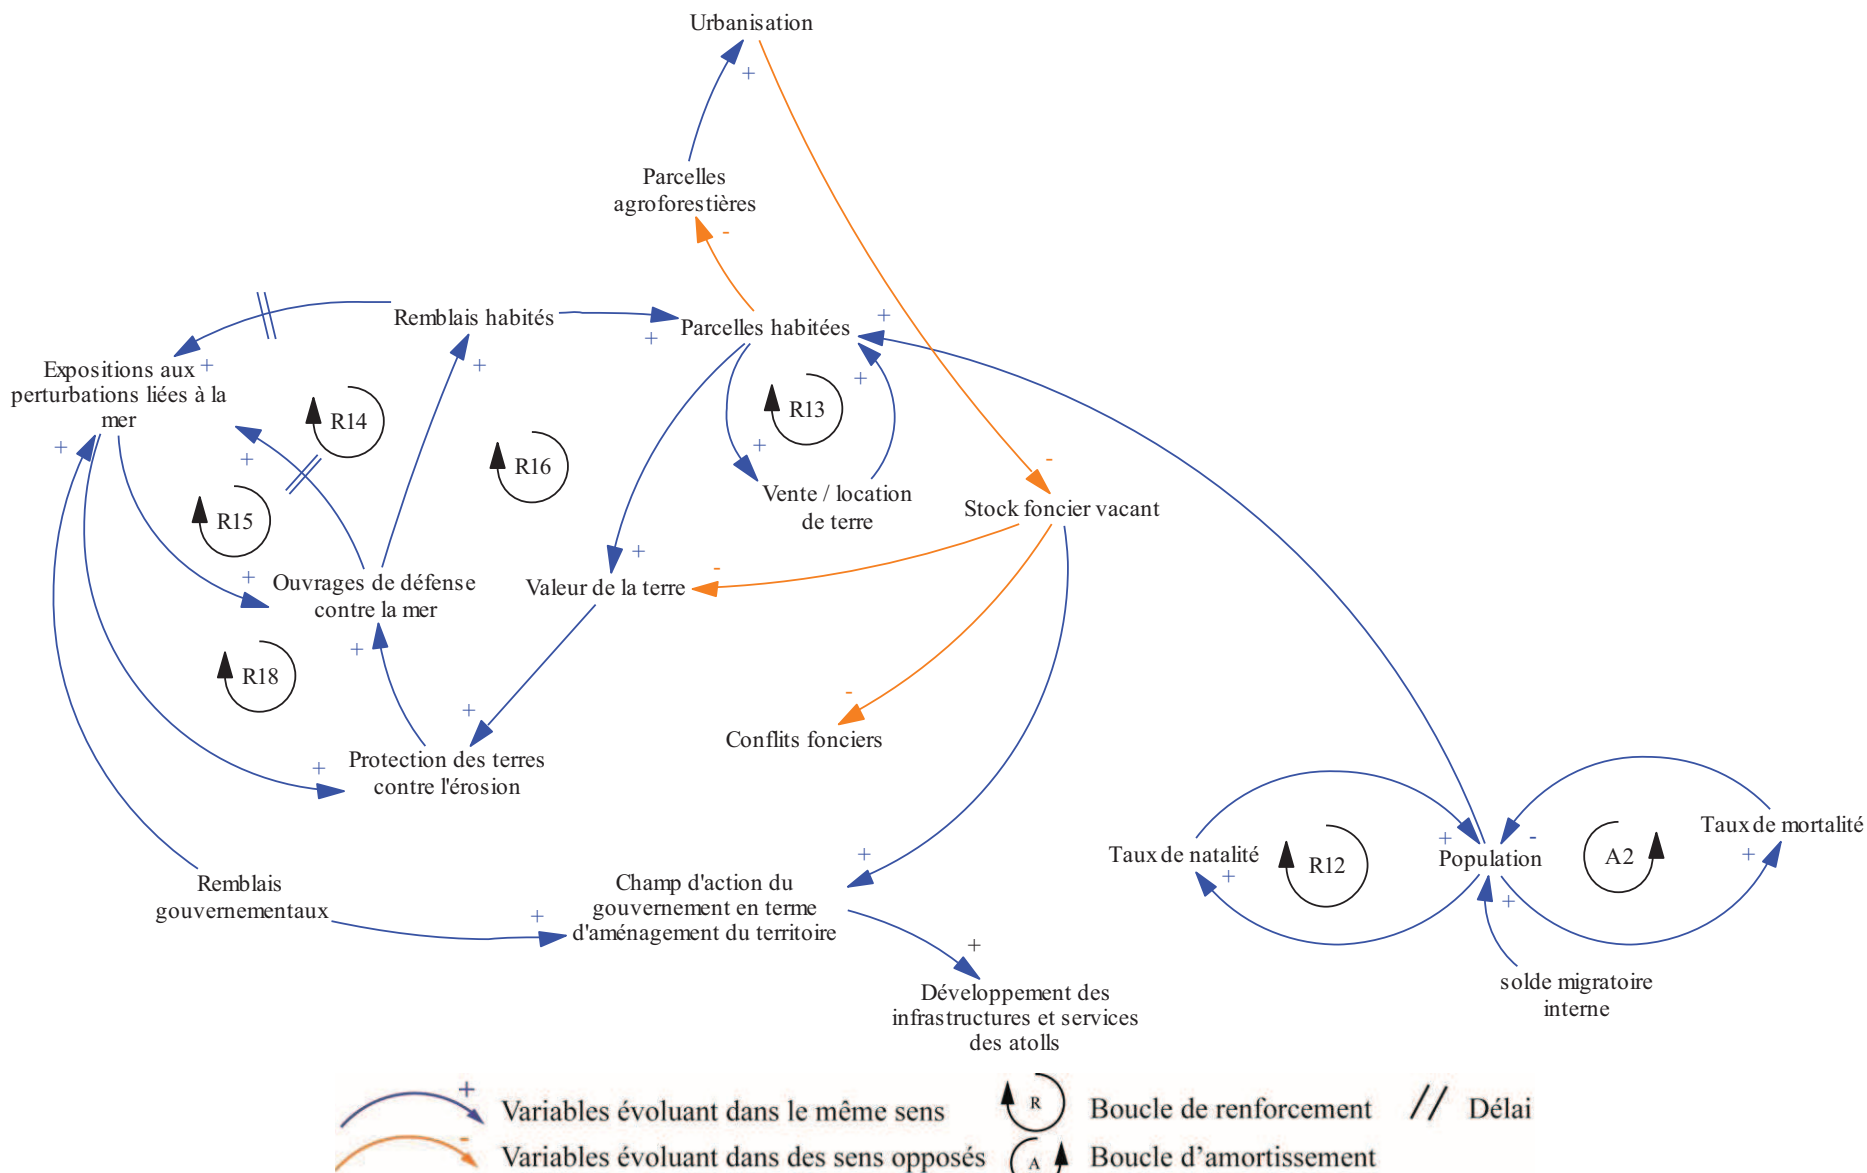 Urbanisation
+
Parcelles
agroforestières
-
Remblais habités
+
Parcelles habitées
+
+
Expositions aux
perturbations liées à la
mer
+
+
+
R14
R13
+
+
R16
+
-
Vente / location
de terre
Stock foncier vacant
R15
+
Ouvrages de défense
contre la mer
+
Valeur de la terre
-
+
R18
+
-
Conflits fonciers
Protection des terres
contre l'érosion
+
Taux de natalité
+
R12
+
Population
-
A2
+
Taux de mortalité
+
solde migratoire
interne
Remblais
gouvernementaux
+
+
Champ d'action du
gouvernement en terme
d'aménagement du territoire
+
Développement des
infrastructures et services
des atolls
+
Variables évoluant dans le même sens
R
Boucle de renforcement
// Délai
-
Variables évoluant dans des sens opposés
A
Boucle d'amortissement